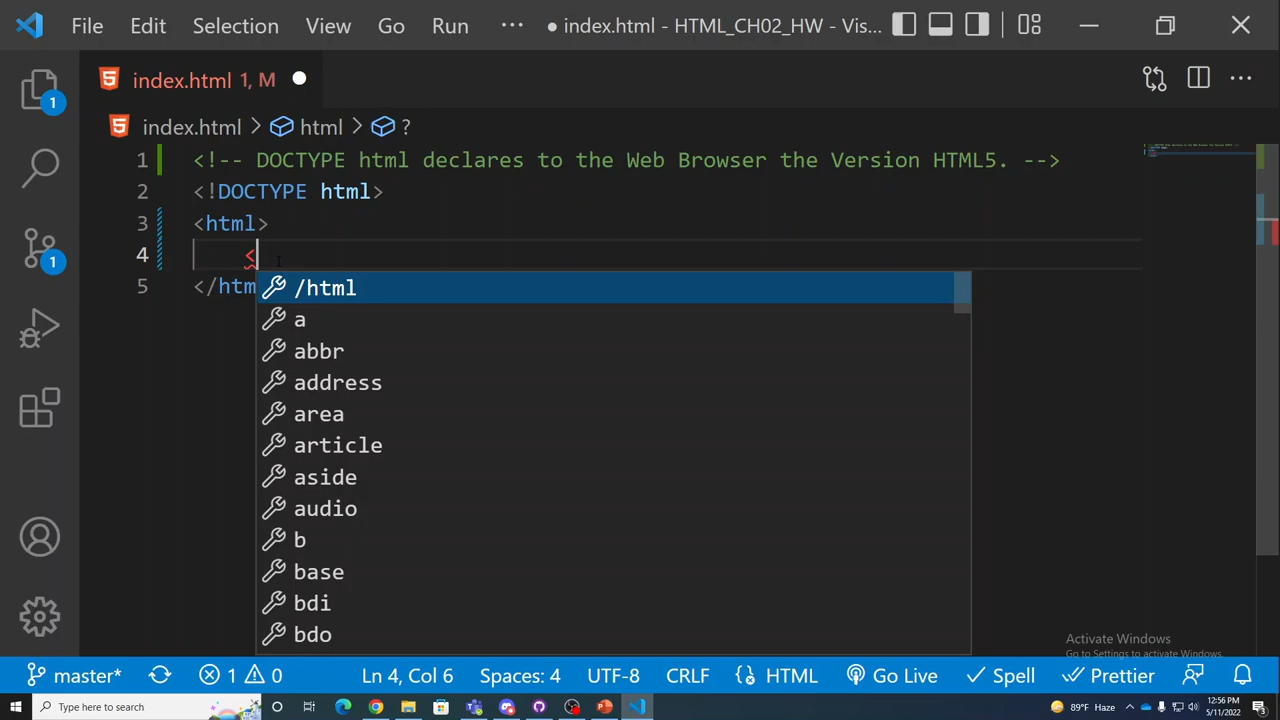 File Edit Selection View Go Run ··· ● index.html - HTML_CH02_HW - Vis...
1 index.html 1, M ●
index.html > html > ?
1 <!-- DOCTYPE html declares to the Web Browser the Version HTML5. -->
2 <!DOCTYPE html>
3 <html>
4 <
5 </htm
/html
a
abbr
address
area
article
aside
audio
b
base
bdi
bdo
1
Activate Windows
Go to Settings to activate Windows.
master* 1 0 Ln 4, Col 6 Spaces: 4 UTF-8 CRLF HTML Go Live Spell Prettier
Type here to search 89°F Haze 12:56 PM
5/11/2022